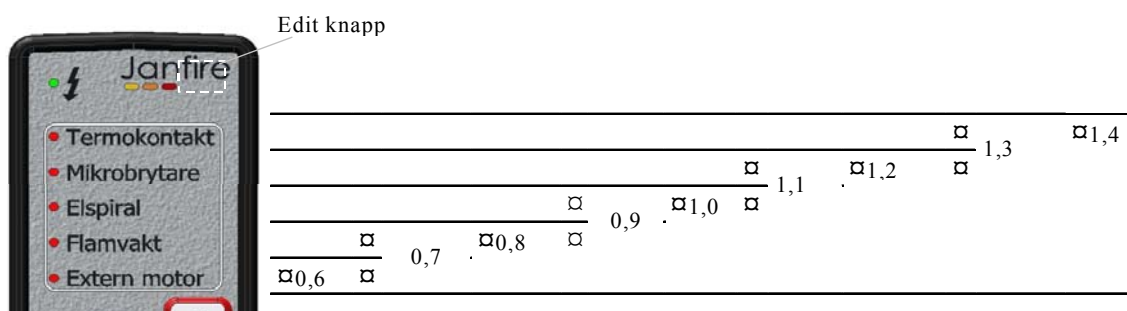 Edit knapp
Janfire
Termokontakt ¤ 1,3 ¤1,4
Mikrobrytare ¤ 1,1 ¤1,2 ¤
Elspiral ¤ 0,9 ¤1,0 ¤
Flamvakt ¤ 0,7 ¤0,8 ¤
Extern motor ¤0,6 ¤